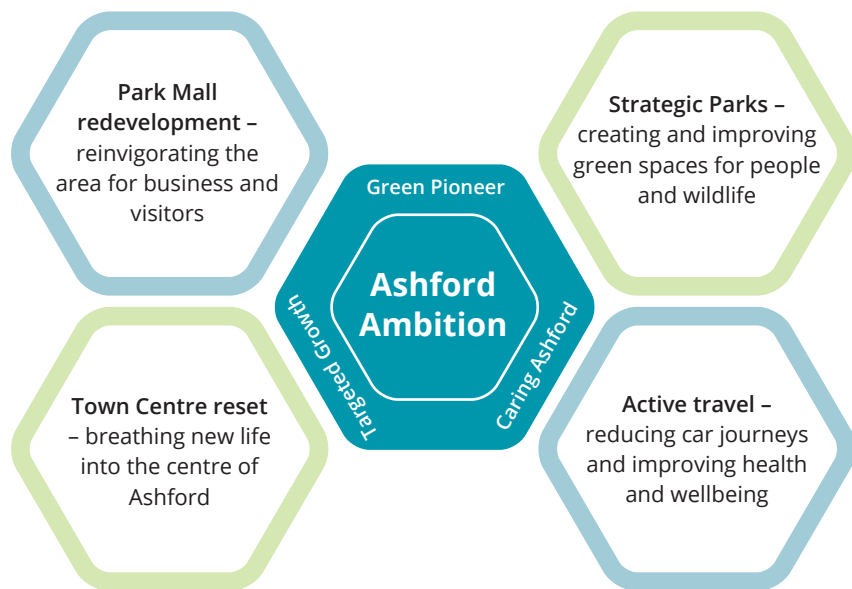 Park Mall
redevelopment –
reinvigorating the
area for business and
visitors
Strategic Parks –
creating and improving
green spaces for people
and wildlife
Green Pioneer
Ashford
Ambition
Targeted Growth
Caring Ashford
Town Centre reset
– breathing new life
into the centre of
Ashford
Active travel –
reducing car journeys
and improving health
and wellbeing